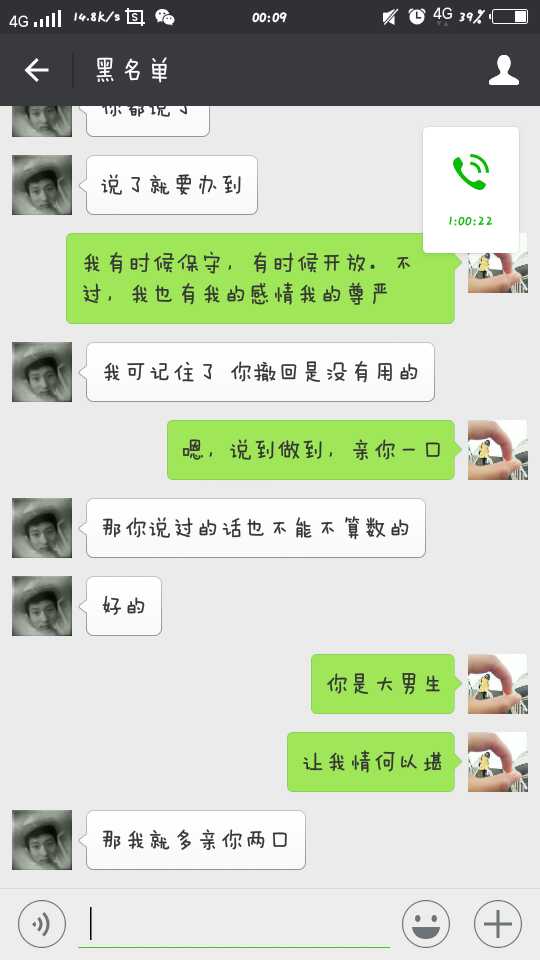 4G 14.8k/s 00:09 4G 39%
黑名单
你都说了
说了就要办到
1:00:22
我有时候保守，有时候开放。不
过，我也有我的感情我的尊严
我可记住了 你撤回是没有用的
嗯，说到做到，亲你一口
那你说过的话也不能不算数的
好的
你是大男生
让我情何以堪
那我就多亲你两口